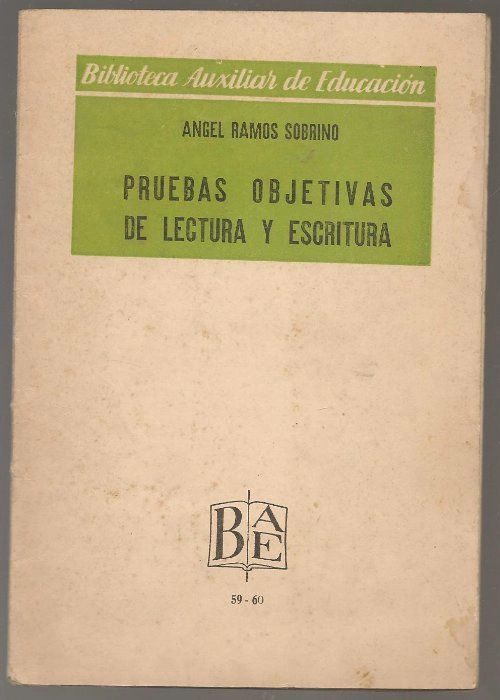 Biblioteca Auxiliar de Educación
ANGEL RAMOS SOBRINO
PRUEBAS OBJETIVAS
DE LECTURA Y ESCRITURA
BAE
59 - 60